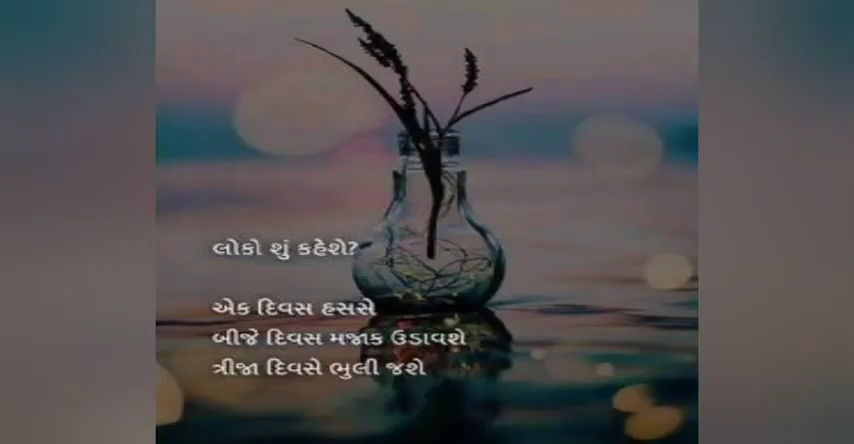 લોકો શું કહેશે?
એક દિવસ હસસે
બીજે દિવસ મજાક ઉડાવશે
ત્રીજા દિવસે ભુલી જશે